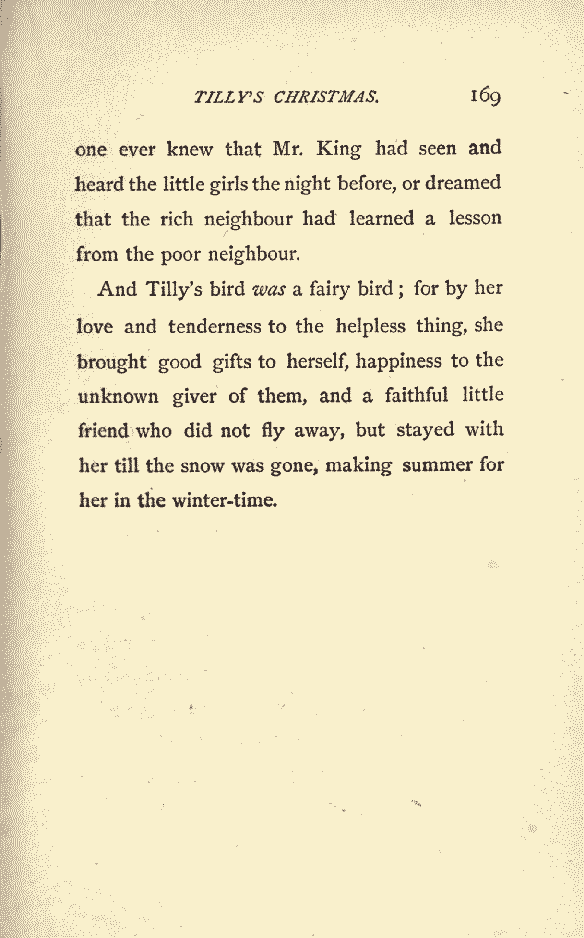 TILLY'S CHRISTMAS. 169
one ever knew that Mr. King had seen and
heard the little girls the night before, or dreamed
that the rich neighbour had learned a lesson
from the poor neighbour.
And Tilly's bird was a fairy bird; for by her
love and tenderness to the helpless thing, she
brought good gifts to herself, happiness to the
unknown giver of them, and a faithful little
friend who did not fly away, but stayed with
her till the snow was gone, making summer for
her in the winter-time.